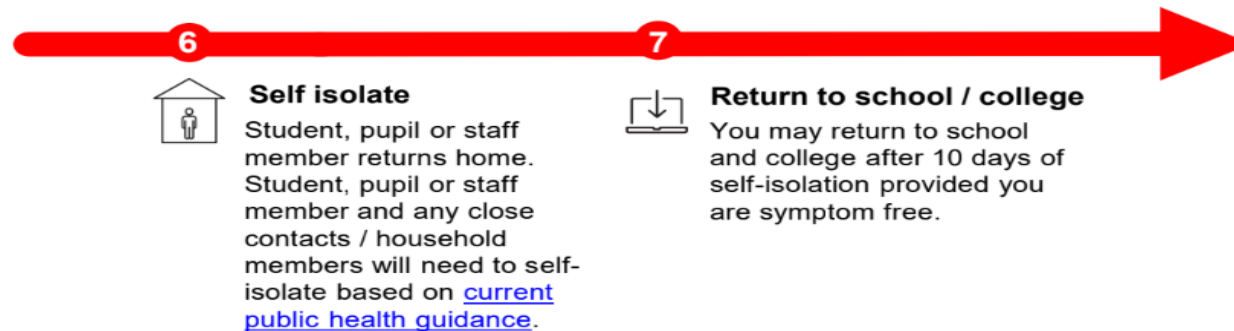 6
7
Self isolate
Student, pupil or staff
member returns home.
Student, pupil or staff
member and any close
contacts / household
members will need to self-
isolate based on current
public health guidance.
Return to school / college
You may return to school
and college after 10 days of
self-isolation provided you
are symptom free.